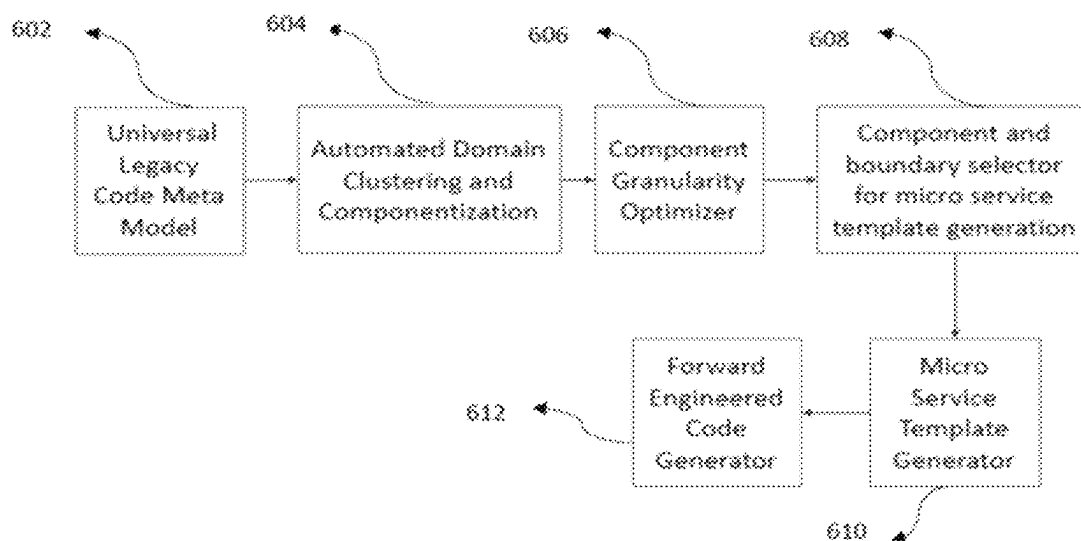 602
604
606
608
Universal
Legacy
Code Meta
Model
Automated Domain
Clustering and
Componentization
Component
Granularity
Optimizer
Component and
boundary selector
for micro service
template generation
Forward
Engineered
Code
Generator
Micro
Service
Template
Generator
612
610